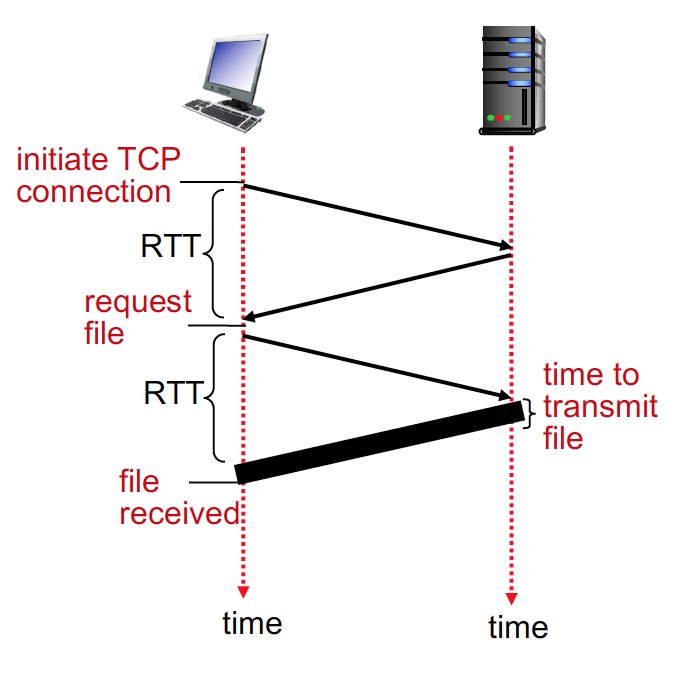 initiate TCP
connection
RTT
request
file
RTT
time to
transmit
file
file
received
time
time